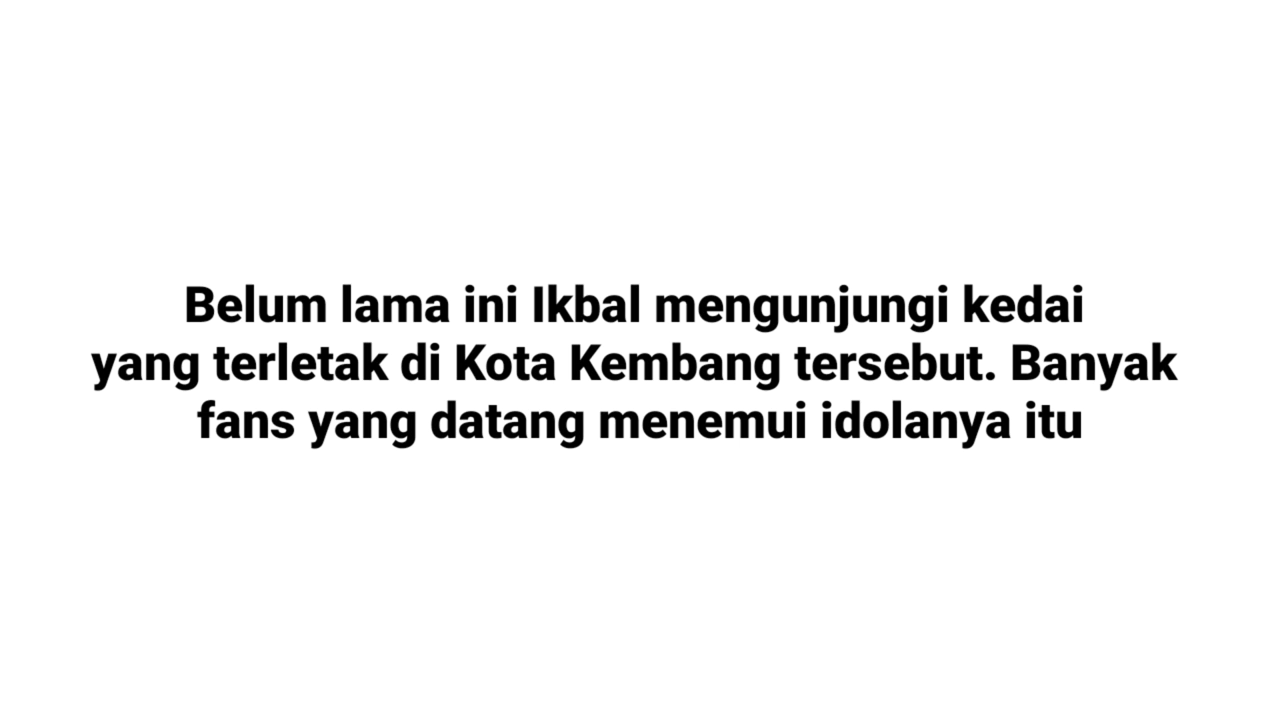 Belum lama ini Ikbal mengunjungi kedai
yang terletak di Kota Kembang tersebut. Banyak
fans yang datang menemui idolanya itu